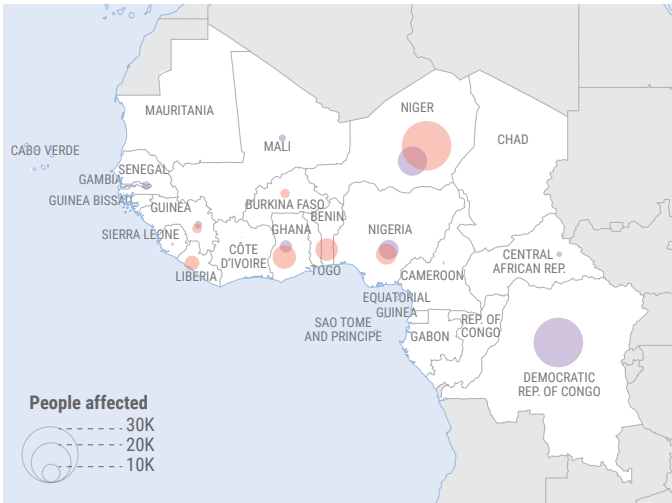 NIGER
MAURITANIA
CHAD
MALI
CABO VERDE
SENEGAL
GAMBIA
GUINEA BISSAU
GUINEA
BURKINA FASO
BENIN
SIERRA LEONE
GHANA
NIGERIA
CÔTE
D'IVOIRE
CENTRAL
AFRICAN REP.
LIBERIA
TOGO
CAMEROON
EQUATORIAL
GUINEA
SAO TOME
AND PRINCIPE
REP. OF
CONGO
GABON
DEMOCRATIC
REP. OF CONGO
People affected
30K
20K
10K